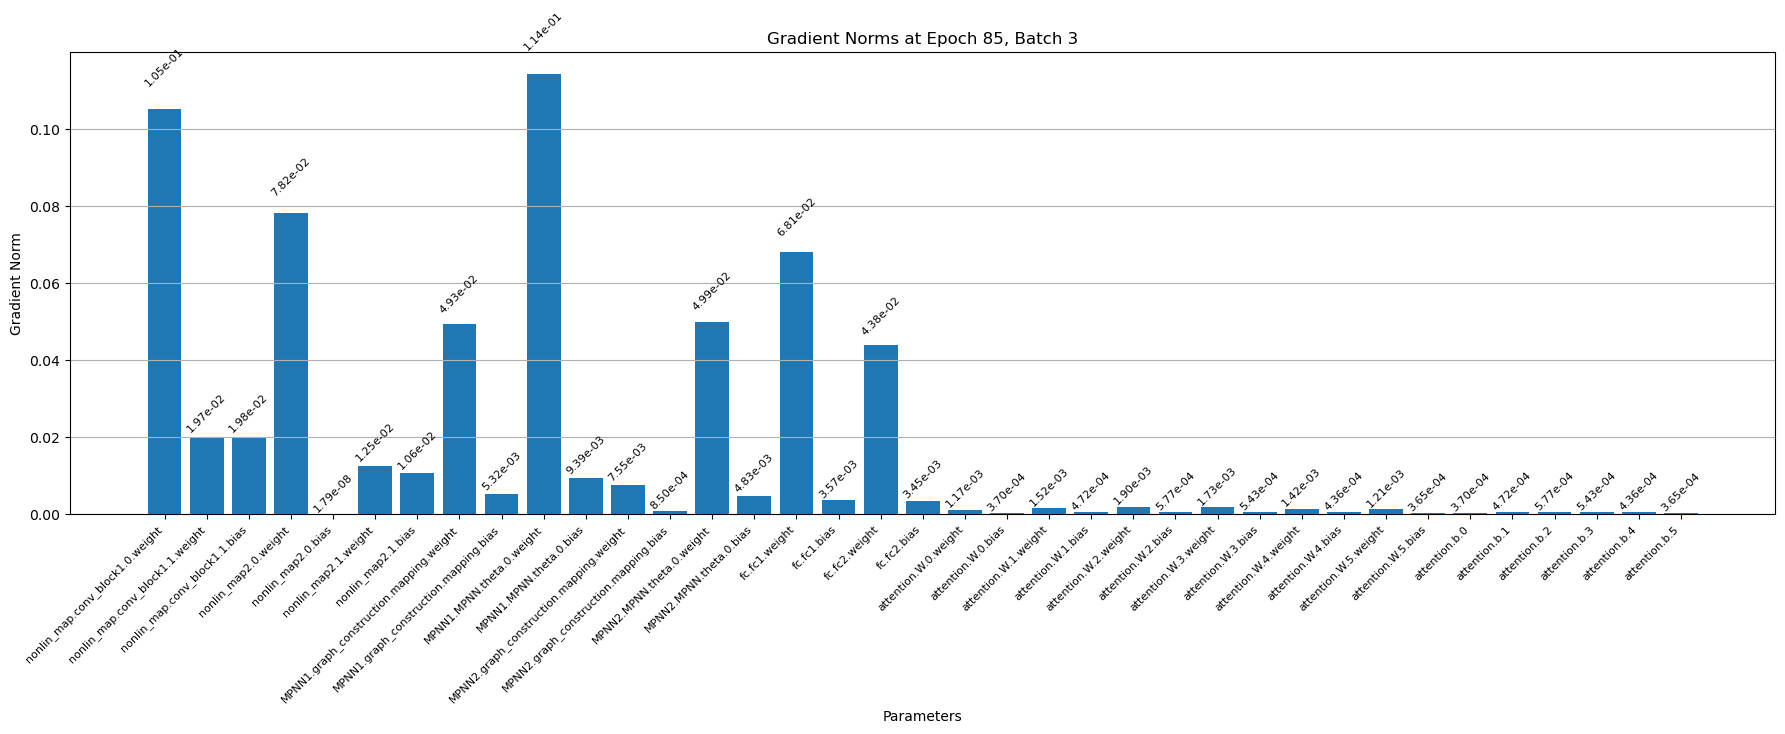 Gradient Norms at Epoch 85, Batch 3
Gradient Norm
0.10
0.08
0.06
0.04
0.02
0.00
1.05e-01
1.97e-02
1.98e-02
7.82e-02
1.79e-08
1.25e-02
1.06e-02
4.93e-02
5.32e-03
1.14e-01
9.39e-03
7.55e-03
8.50e-04
4.99e-02
4.83e-03
6.81e-02
3.57e-03
4.38e-02
3.45e-03
1.17e-03
3.70e-04
1.52e-03
4.72e-04
1.90e-03
5.77e-04
1.73e-03
5.43e-04
1.42e-03
4.36e-04
1.21e-03
3.65e-04
3.70e-04
4.72e-04
5.77e-04
5.43e-04
4.36e-04
3.65e-04
nonlin_map.conv_block1.0.weight
nonlin_map.conv_block1.1.weight
nonlin_map.conv_block1.1.bias
nonlin_map2.0.weight
nonlin_map2.0.bias
nonlin_map2.1.weight
nonlin_map2.1.bias
MPNN1.graph_construction.mapping.weight
MPNN1.graph_construction.mapping.bias
MPNN1.MPNN.theta.0.weight
MPNN1.MPNN.theta.0.bias
MPNN2.graph_construction.mapping.weight
MPNN2.graph_construction.mapping.bias
MPNN2.MPNN.theta.0.weight
MPNN2.MPNN.theta.0.bias
fc.fc1.weight
fc.fc1.bias
fc.fc2.weight
fc.fc2.bias
attention.W.0.weight
attention.W.0.bias
attention.W.1.weight
attention.W.1.bias
attention.W.2.weight
attention.W.2.bias
attention.W.3.weight
attention.W.3.bias
attention.W.4.weight
attention.W.4.bias
attention.W.5.weight
attention.W.5.bias
attention.b.0
attention.b.1
attention.b.2
attention.b.3
attention.b.4
attention.b.5
Parameters